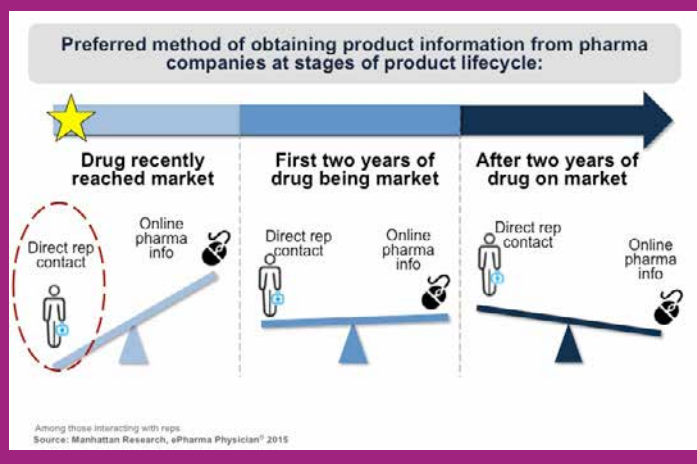 Preferred method of obtaining product information from pharma
companies at stages of product lifecycle:
Drug recently
reached market
First two years of
drug being market
After two years of
drug on market
Direct rep
contact
Online
pharma
info
Direct rep
contact
Online
pharma
info
Direct rep
contact
Online
pharma
info
Among those interacting with reps
Source: Manhattan Research, ePharma Physician® 2015